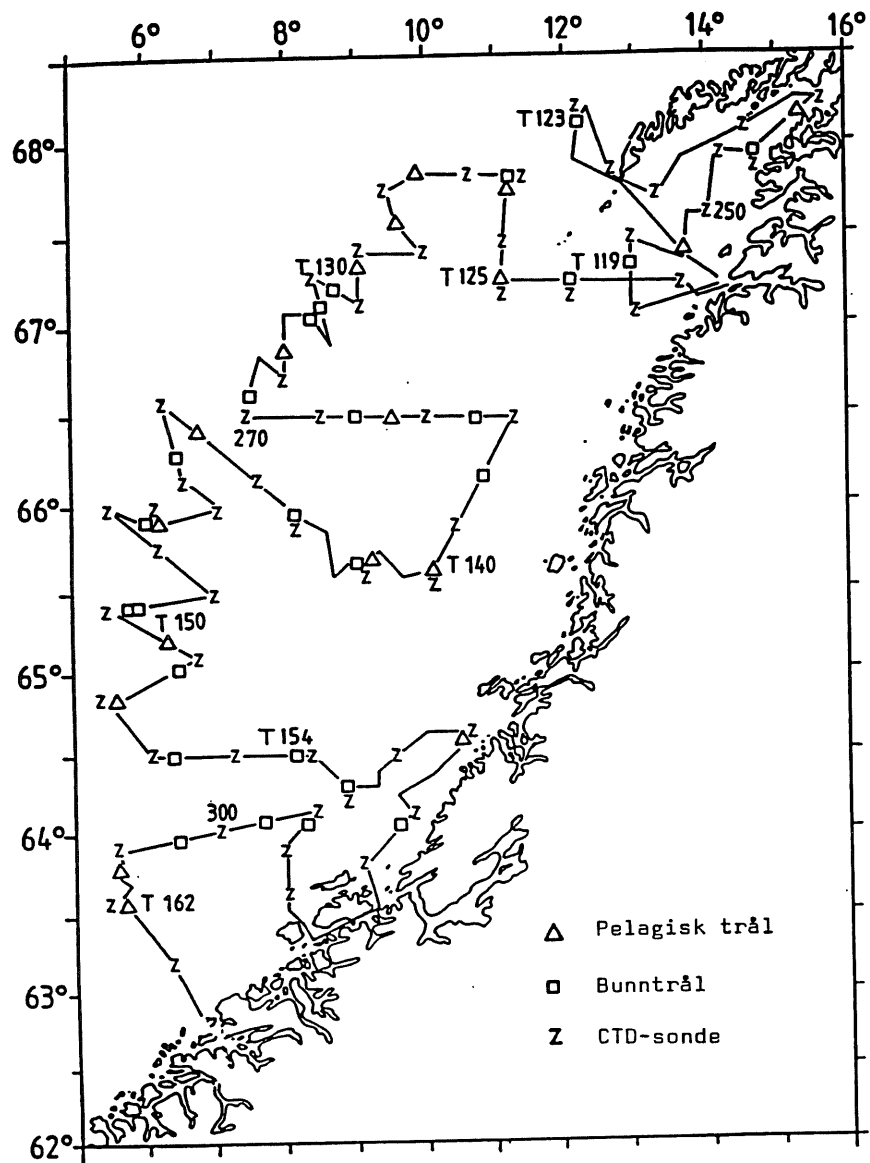 6° 8° 10° 12° 14° 16°
T 123
68°
250
T 130
T 119
T 125
67°
270
66°
T 140
T 150
65°
T 154
300
64°
T 162
△ Pelagisk trål
□ Bunntrål
63°
Z CTD-sonde
62°